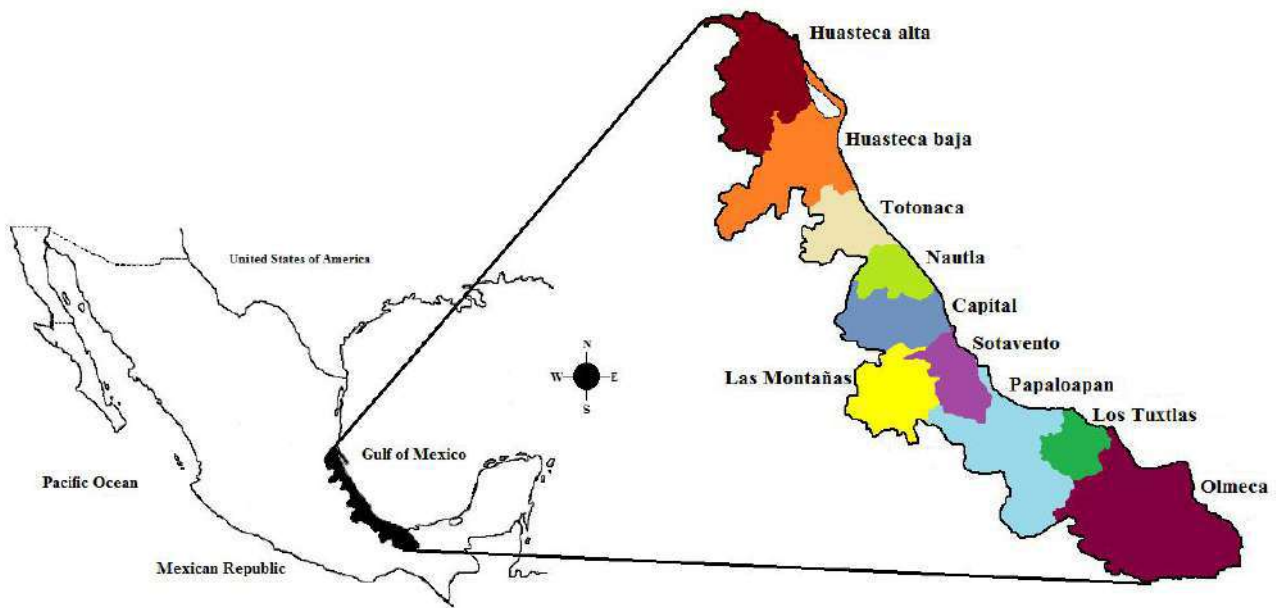 Huasteca alta
Huasteca baja
Totonaca
Nautla
Capital
Sotavento
Las Montañas
Papaloapan
Los Tuxtlas
Olmeca
United States of America
N
W
E
S
Gulf of Mexico
Pacific Ocean
Mexican Republic